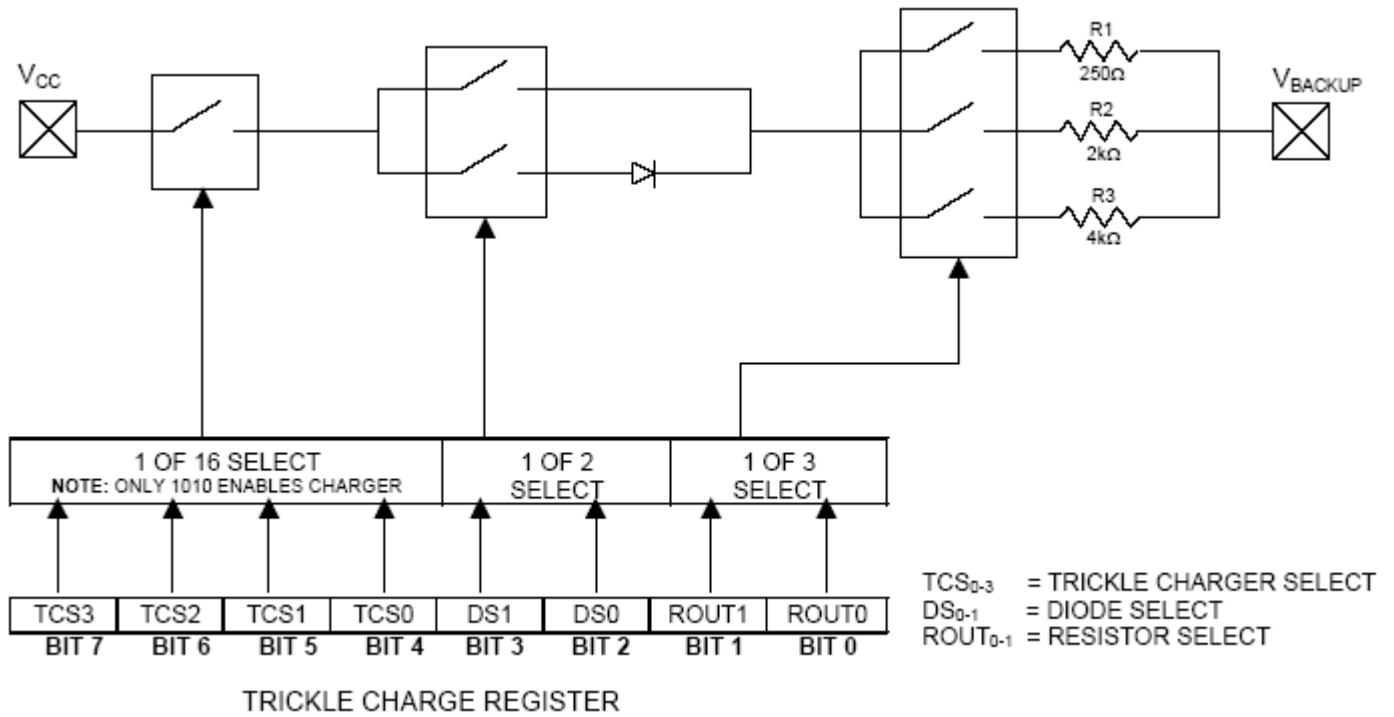 V_CC
R1
250Ω
V_BACKUP
R2
2kΩ
R3
4kΩ
1 OF 16 SELECT
NOTE: ONLY 1010 ENABLES CHARGER
1 OF 2
SELECT
1 OF 3
SELECT
TCS3 TCS2 TCS1 TCS0 DS1 DS0 ROUT1 ROUT0
BIT 7 BIT 6 BIT 5 BIT 4 BIT 3 BIT 2 BIT 1 BIT 0
TCS0-3 = TRICKLE CHARGER SELECT
DS0-1 = DIODE SELECT
ROUT0-1 = RESISTOR SELECT
TRICKLE CHARGE REGISTER